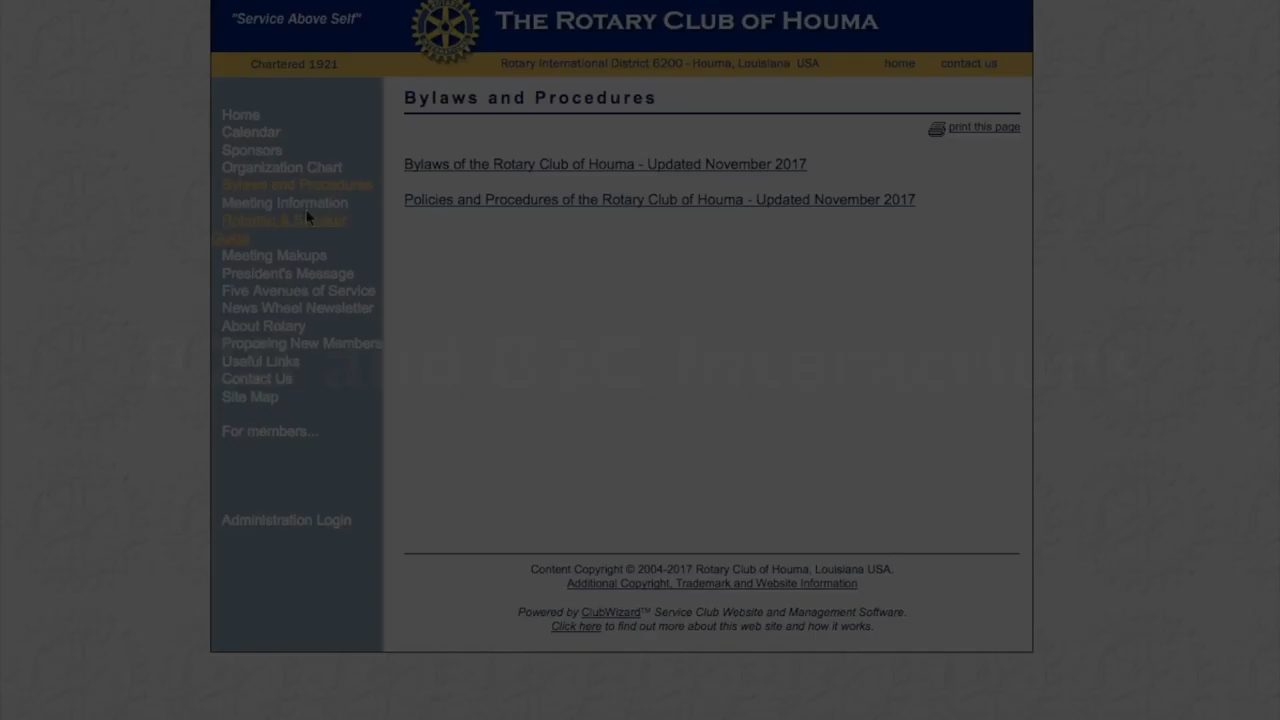 "Service Above Self"
THE ROTARY CLUB OF HOUMA
Chartered 1921
Rotary International District 6200 - Houma, Louisiana USA
home
contact us
Home
Calendar
Sponsors
Organization Chart
Bylaws and Procedures
Meeting Information
Meeting Makups
President's Message
Five Avenues of Service
News Wheel Newsletter
About Rotary
Proposing New Members
Useful Links
Contact Us
Site Map
For members...
Administration Login
Bylaws and Procedures
print this page
Bylaws of the Rotary Club of Houma - Updated November 2017
Policies and Procedures of the Rotary Club of Houma - Updated November 2017
Content Copyright © 2004-2017 Rotary Club of Houma, Louisiana USA.
Additional Copyright, Trademark and Website Information
Powered by ClubWizard™ Service Club Website and Management Software.
Click here to find out more about this web site and how it works.